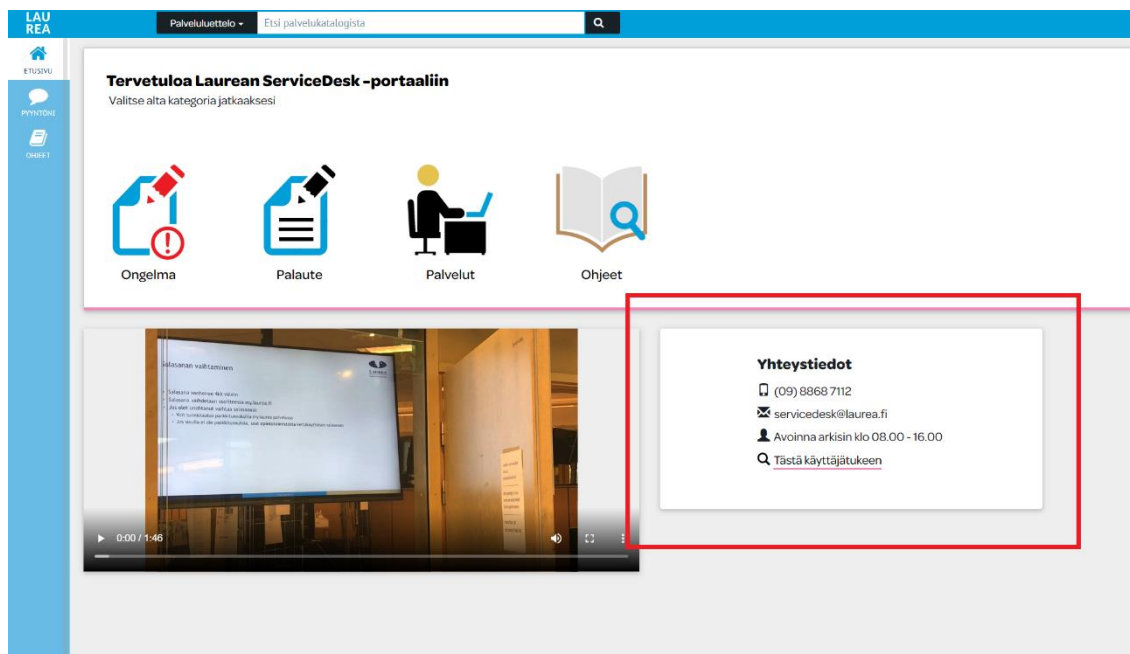 LAU
REA
Palveluluettelo
Etsi palvelukatalogista
ETUSIVU
PYYNTÖNI
OHJEET
Tervetuloa Laurean ServiceDesk -portaaliin
Valitse alta kategoria jatkaaksesi
Ongelma
Palaute
Palvelut
Ohjeet
Salasanan vaihtaminen
0:00 / 1:46
Yhteystiedot
(09) 8868 7112
servicedesk@laurea.fi
Avoinna arkisin klo 08.00 - 16.00
Tästä käyttäjätukeen